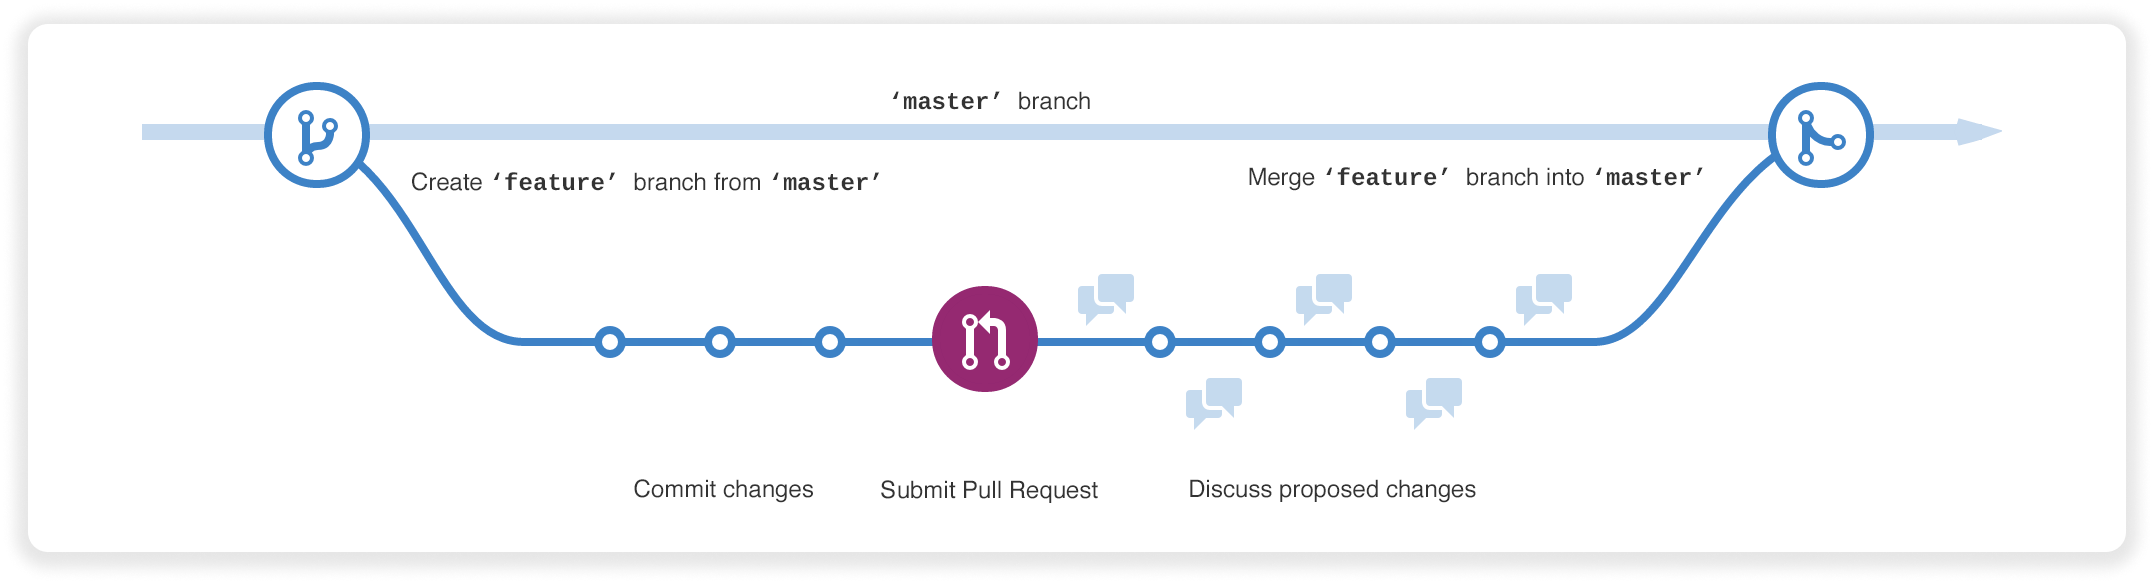 ‘master’ branch
Create ‘feature’ branch from ‘master’
Merge ‘feature’ branch into ‘master’
Commit changes
Submit Pull Request
Discuss proposed changes